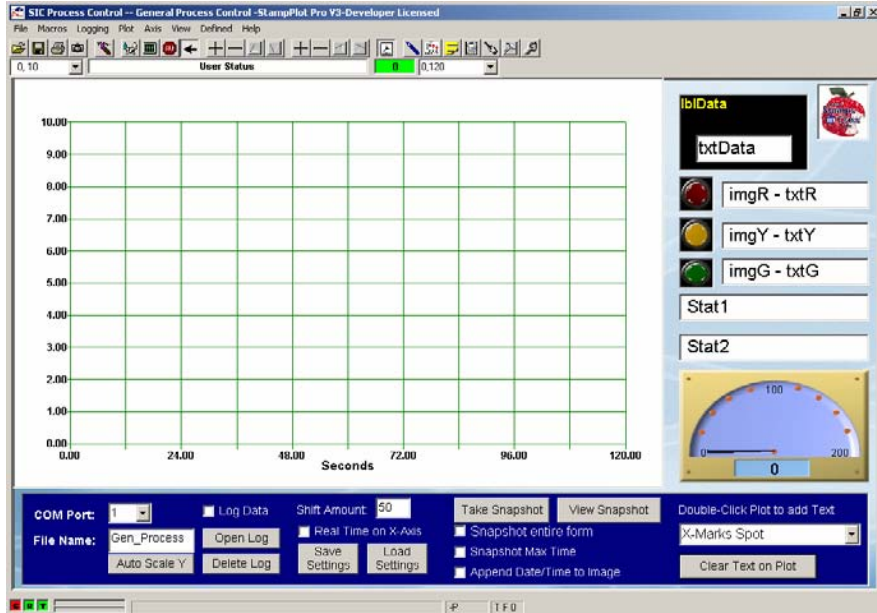 SIC Process Control -- General Process Control -StampPlot Pro V3-Developer Licensed
File Macros Logging Plot Axis View Defined Help
0, 10 User Status 0 0,120
lblData
txtData
imgR - txtR
imgY - txtY
imgG - txtG
Stat1
Stat2
10.00
9.00
8.00
7.00
6.00
5.00
4.00
3.00
2.00
1.00
0.00
0.00 24.00 48.00 72.00 96.00 120.00
Seconds
100
0 200
0
COM Port: 1 Log Data Shift Amount: 50 Take Snapshot View Snapshot Double-Click Plot to add Text
File Name: Gen_Process Open Log Real Time on X-Axis Snapshot entire form X-Marks Spot
Auto Scale Y Delete Log Save Settings Load Settings Snapshot Max Time Clear Text on Plot
Append Date/Time to Image
C R T
-P T F 0